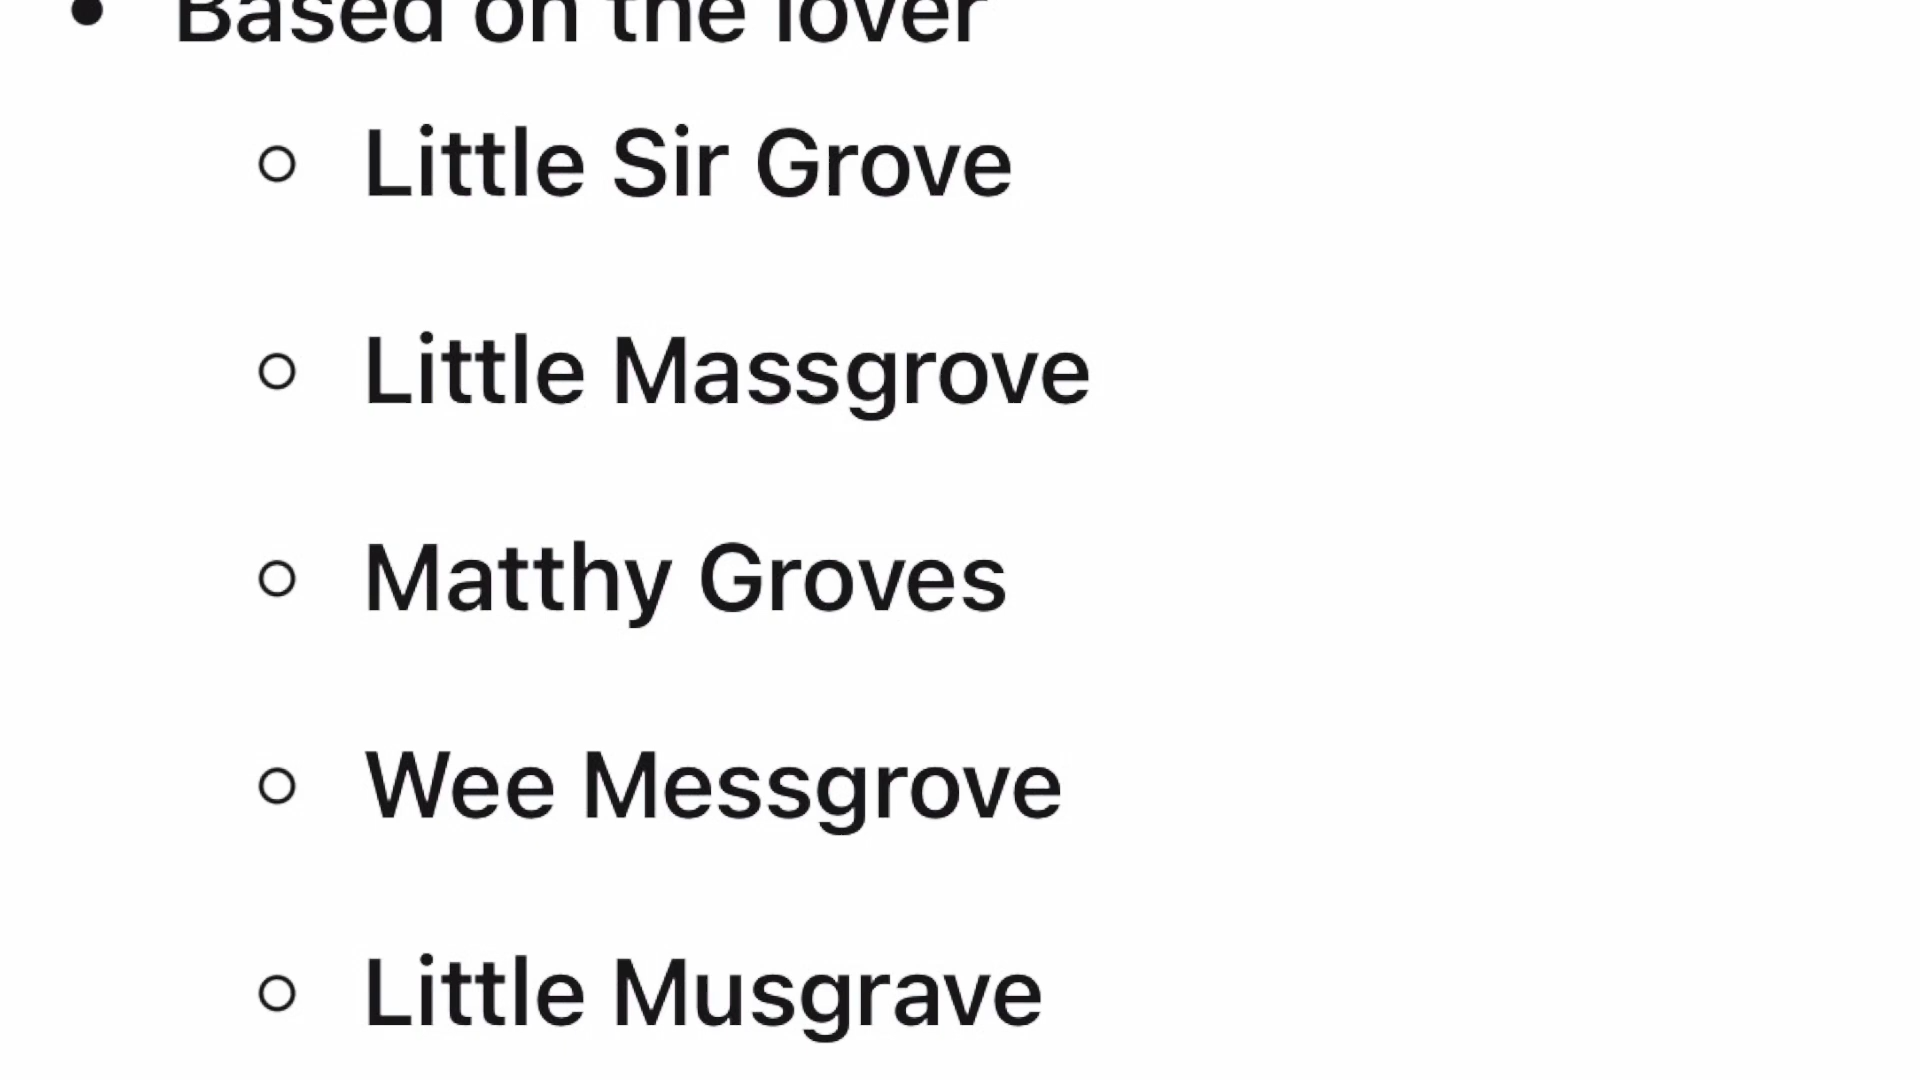 • Based on the lover
○ Little Sir Grove
○ Little Massgrove
○ Matthy Groves
○ Wee Messgrove
○ Little Musgrave